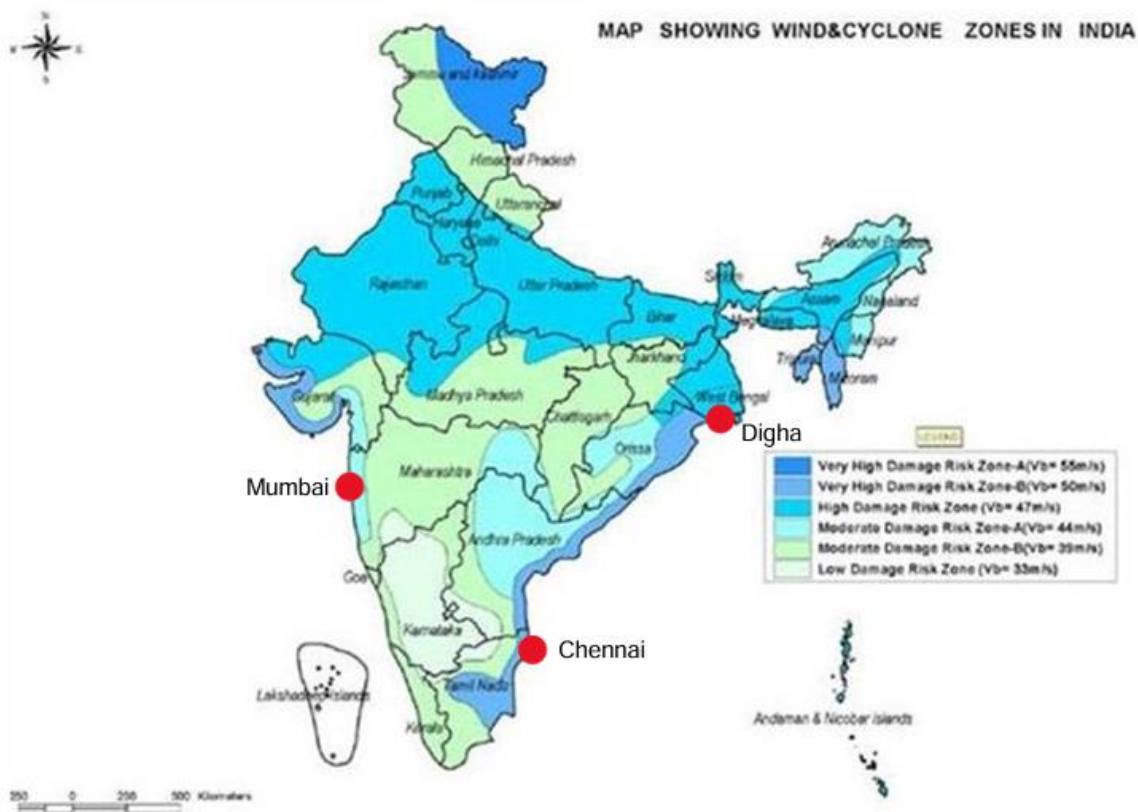 MAP SHOWING WIND&CYCLONE ZONES IN INDIA
N
S
Jammu and Kashmir
Himachal Pradesh
Punjab
Uttaranchal
Haryana
Delhi
Rajasthan
Uttar Pradesh
Sikkim
Arunachal Pradesh
Assam
Nagaland
Bihar
Meghalaya
Manipur
Jharkhand
Tripura
Mizoram
Gujarat
Madhya Pradesh
West Bengal
Chattisgarh
Digha
Orissa
LEGEND
Very High Damage Risk Zone-A(Vb= 55m/s)
Very High Damage Risk Zone-B(Vb= 50m/s)
High Damage Risk Zone (Vb= 47m/s)
Moderate Damage Risk Zone-A(Vb= 44m/s)
Moderate Damage Risk Zone-B(Vb= 39m/s)
Low Damage Risk Zone (Vb= 33m/s)
Maharashtra
Mumbai
Andhra Pradesh
Goa
Karnataka
Chennai
Tamil Nadu
Lakshadeep Islands
Kerala
Andaman & Nicobar Islands
250 0 250 500 Kilometers